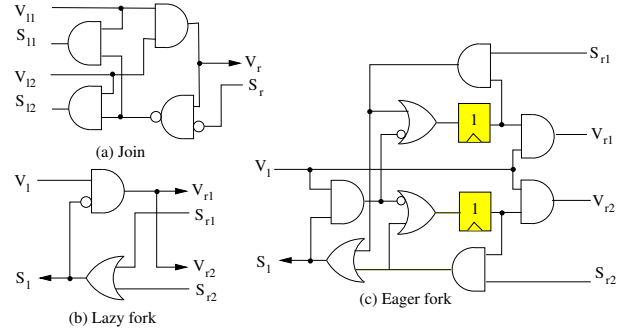 V_l1
S_l1
V_l2
S_l2
V_r
S_r
(a) Join
V_l
S_l
V_r1
S_r1
V_r2
S_r2
(b) Lazy fork
S_r1
1
V_r1
V_l
1
V_r2
S_l
S_r2
(c) Eager fork